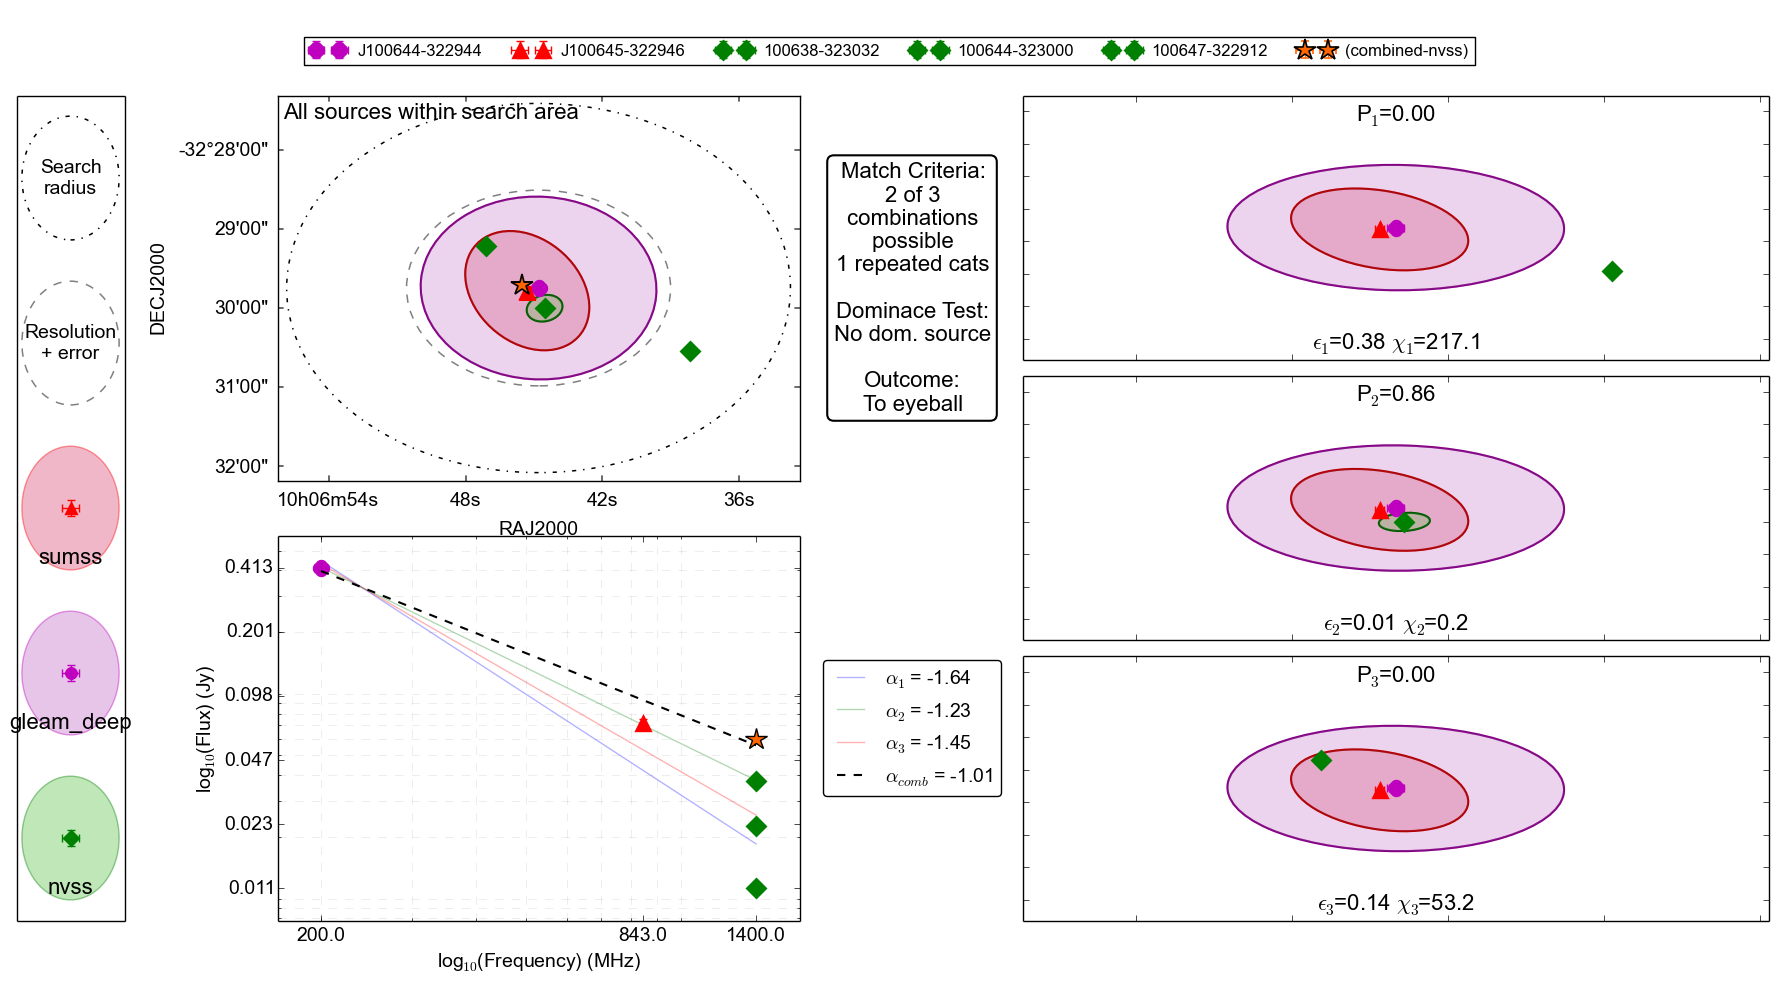 J100644-322944
J100645-322946
100638-323032
100644-323000
100647-322912
(combined-nvss)
Search
radius
Resolution
+ error
sumss
gleam_deep
nvss
All sources within search area
DECJ2000
-32°28'00"
29'00"
30'00"
31'00"
32'00"
10h06m54s
48s
42s
36s
RAJ2000
Match Criteria:
2 of 3
combinations
possible
1 repeated cats
Dominace Test:
No dom. source
Outcome:
To eyeball
log10(Flux) (Jy)
0.413
0.201
0.098
0.047
0.023
0.011
200.0
843.0
1400.0
log10(Frequency) (MHz)
α1 = -1.64
α2 = -1.23
α3 = -1.45
αcomb = -1.01
P1=0.00
ϵ1=0.38 χ1=217.1
P2=0.86
ϵ2=0.01 χ2=0.2
P3=0.00
ϵ3=0.14 χ3=53.2